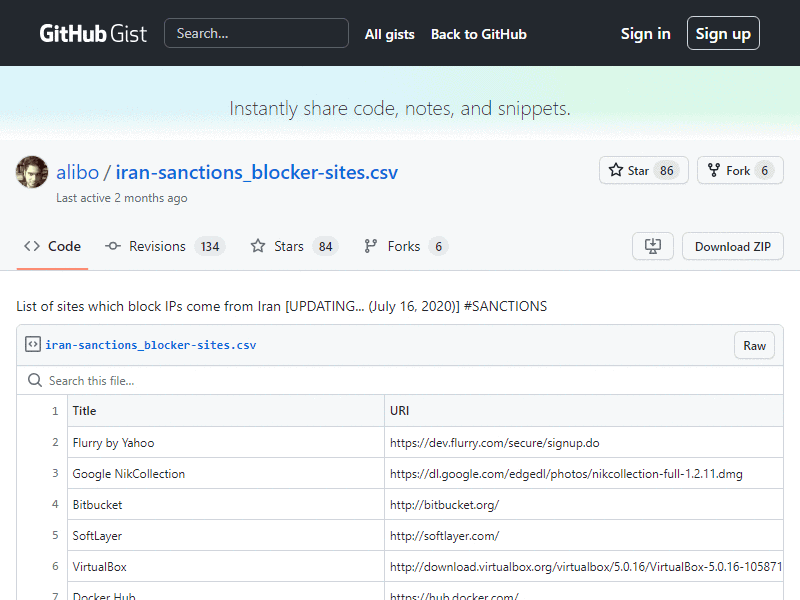 GitHub Gist Search... All gists Back to GitHub Sign in Sign up
Instantly share code, notes, and snippets.
alibo / iran-sanctions_blocker-sites.csv Star 86 Fork 6
Last active 2 months ago
Code Revisions 134 Stars 84 Forks 6 Download ZIP
List of sites which block IPs come from Iran [UPDATING... (July 16, 2020)] #SANCTIONS
iran-sanctions_blocker-sites.csv Raw
Search this file...
1 Title URI
2 Flurry by Yahoo https://dev.flurry.com/secure/signup.do
3 Google NikCollection https://dl.google.com/edgedl/photos/nikcollection-full-1.2.11.dmg
4 Bitbucket http://bitbucket.org/
5 SoftLayer http://softlayer.com/
6 VirtualBox http://download.virtualbox.org/virtualbox/5.0.16/VirtualBox-5.0.16-105871
7 Docker Hub https://hub.docker.com/